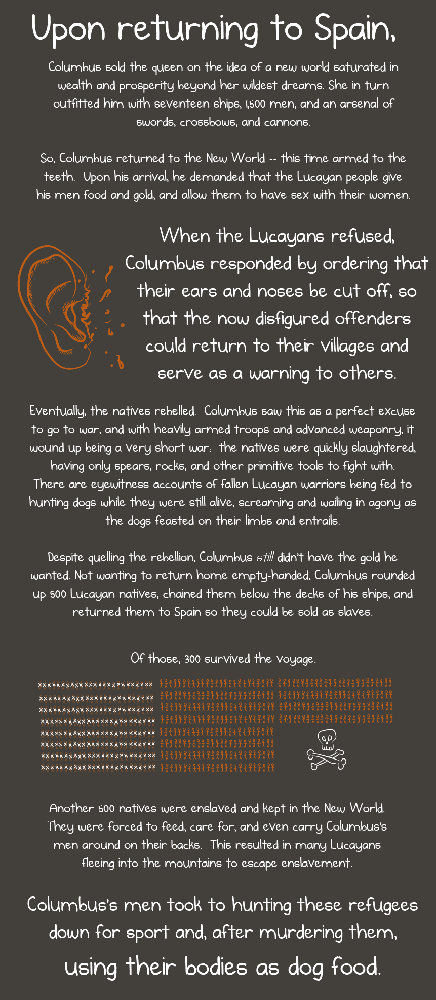 Upon returning to Spain,
Columbus sold the queen on the idea of a new world saturated in
wealth and prosperity beyond her wildest dreams. She in turn
outfitted him with seventeen ships, 1,500 men, and an arsenal of
swords, crossbows, and cannons.
So, Columbus returned to the New World -- this time armed to the
teeth. Upon his arrival, he demanded that the Lucayan people give
his men food and gold, and allow them to have sex with their women.
When the Lucayans refused,
Columbus responded by ordering that
their ears and noses be cut off, so
that the now disfigured offenders
could return to their villages and
serve as a warning to others.
Eventually, the natives rebelled. Columbus saw this as a perfect excuse
to go to war, and with heavily armed troops and advanced weaponry, it
wound up being a very short war; the natives were quickly slaughtered,
having only spears, rocks, and other primitive tools to fight with.
There are eyewitness accounts of fallen Lucayan warriors being fed to
hunting dogs while they were still alive, screaming and wailing in agony as
the dogs feasted on their limbs and entrails.
Despite quelling the rebellion, Columbus still didn't have the gold he
wanted. Not wanting to return home empty-handed, Columbus rounded
up 500 Lucayan natives, chained them below the decks of his ships, and
returned them to Spain so they could be sold as slaves.
Of those, 300 survived the voyage.
Another 500 natives were enslaved and kept in the New World.
They were forced to feed, care for, and even carry Columbus's
men around on their backs. This resulted in many Lucayans
fleeing into the mountains to escape enslavement.
Columbus's men took to hunting these refugees
down for sport and, after murdering them,
using their bodies as dog food.